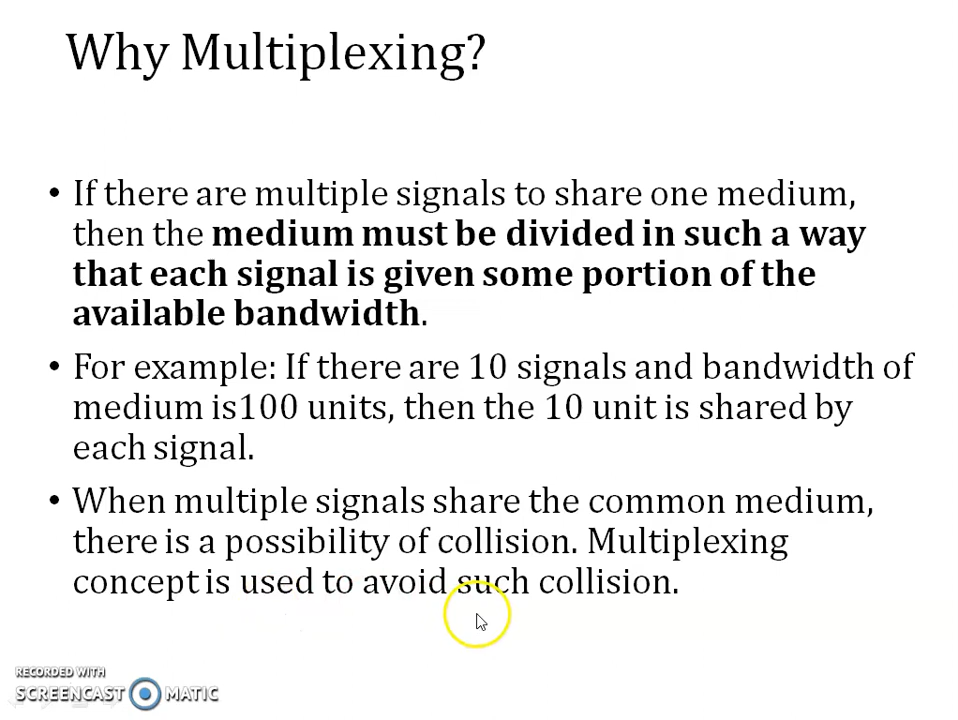 Why Multiplexing?
• If there are multiple signals to share one medium,
then the medium must be divided in such a way
that each signal is given some portion of the
available bandwidth.
• For example: If there are 10 signals and bandwidth of
medium is100 units, then the 10 unit is shared by
each signal.
• When multiple signals share the common medium,
there is a possibility of collision. Multiplexing
concept is used to avoid such collision.
RECORDED WITH
SCREENCAST MATIC